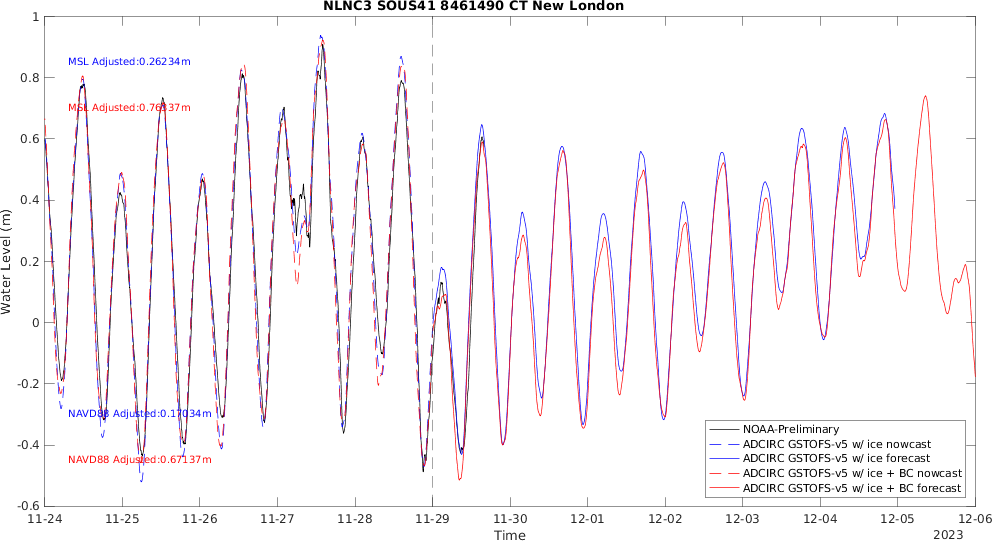 NLNC3 SOUS41 8461490 CT New London
Water Level (m)
1
0.8
0.6
0.4
0.2
0
-0.2
-0.4
-0.6
MSL Adjusted:0.26234m
MSL Adjusted:0.76337m
NAVD88 Adjusted:0.17034m
NAVD88 Adjusted:0.67137m
NOAA-Preliminary
ADCIRC GSTOFS-v5 w/ ice nowcast
ADCIRC GSTOFS-v5 w/ ice forecast
ADCIRC GSTOFS-v5 w/ ice + BC nowcast
ADCIRC GSTOFS-v5 w/ ice + BC forecast
11-24 11-25 11-26 11-27 11-28 11-29 11-30 12-01 12-02 12-03 12-04 12-05 12-06
Time
2023